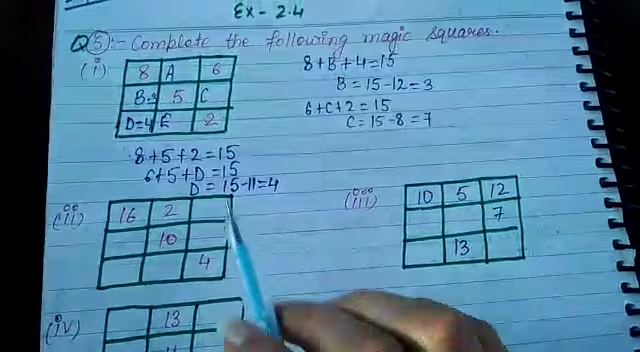 Ex - 2.4
Q(5):- Complete the following magic squares.
(i)
8 A 6
B=3 5 C
D=4 E 2
8+B+4=15
B=15-12=3
6+C+2=15
C=15-8=7
8+5+2=15
6+5+D=15
D=15-11=4
(ii)
16 2
10
4
(iii)
10 5 12
7
13
(iv)
13